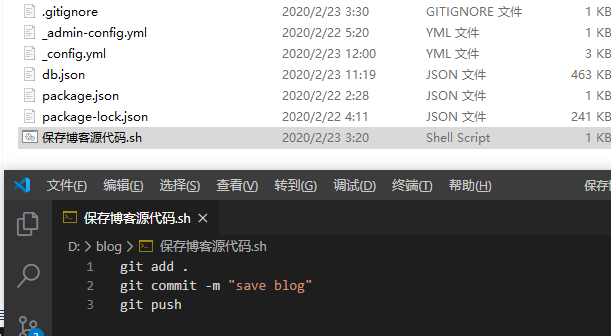 .gitignore 2020/2/23 3:30 GITIGNORE 文件 1 KB
_admin-config.yml 2020/2/22 5:20 YML 文件 1 KB
_config.yml 2020/2/23 12:00 YML 文件 3 KB
db.json 2020/2/23 11:19 JSON 文件 463 KB
package.json 2020/2/22 2:28 JSON 文件 1 KB
package-lock.json 2020/2/22 4:11 JSON 文件 241 KB
保存博客源代码.sh 2020/2/23 3:20 Shell Script 1 KB
文件(F) 编辑(E) 选择(S) 查看(V) 转到(G) 调试(D) 终端(T) 帮助(H) 保存博
保存博客源代码.sh
D: > blog > 保存博客源代码.sh
1 git add .
2 git commit -m "save blog"
3 git push